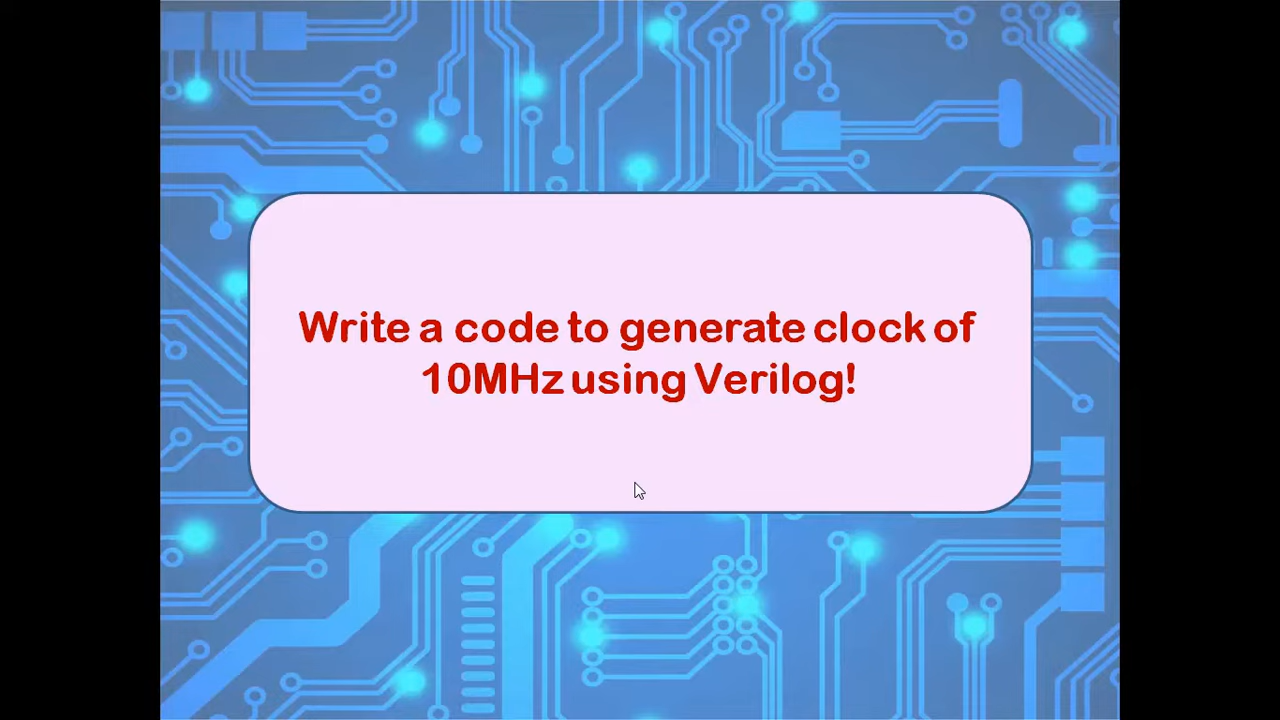 Write a code to generate clock of
10MHz using Verilog!